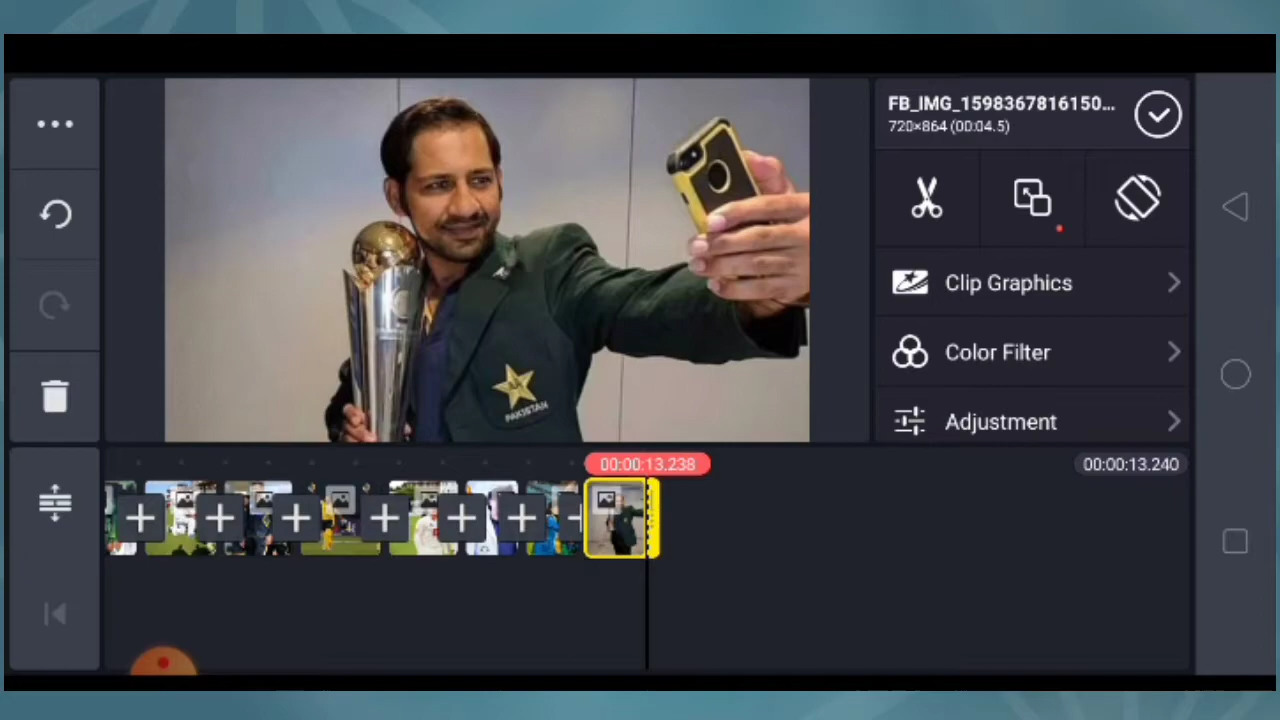 FB_IMG_1598367816150...
720×864 (00:04.5)
Clip Graphics
Color Filter
Adjustment
PAKISTAN
00:00:13.238
00:00:13.240